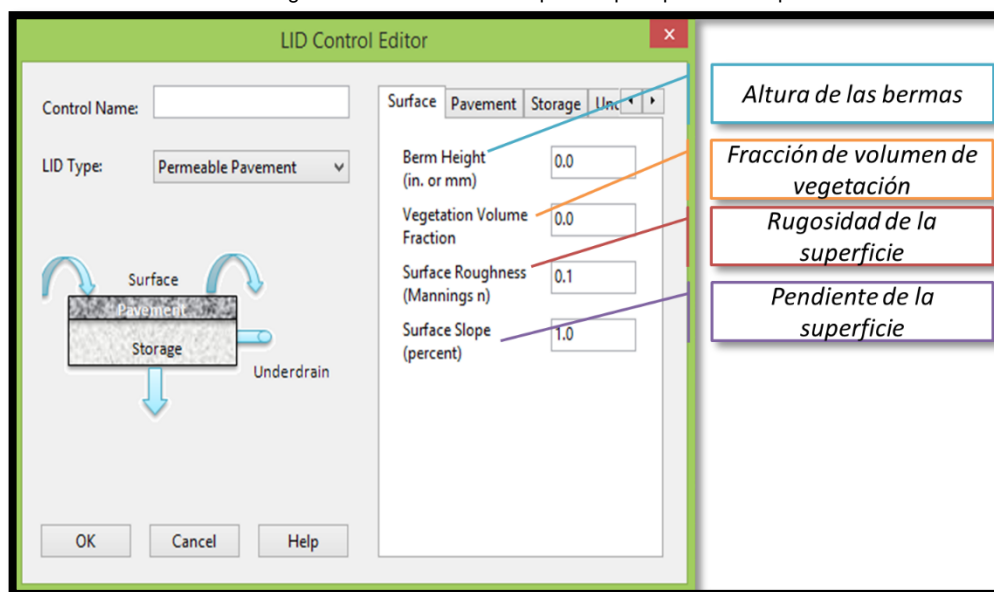 LID Control Editor
x
Control Name:
LID Type:
Permeable Pavement
Surface
Pavement
Storage
Underdrain
OK
Cancel
Help
Surface
Pavement
Storage
Berm Height
(in. or mm)
0.0
Vegetation Volume
Fraction
0.0
Surface Roughness
(Mannings n)
0.1
Surface Slope
(percent)
1.0
Altura de las bermas
Fracción de volumen de
vegetación
Rugosidad de la
superficie
Pendiente de la
superficie